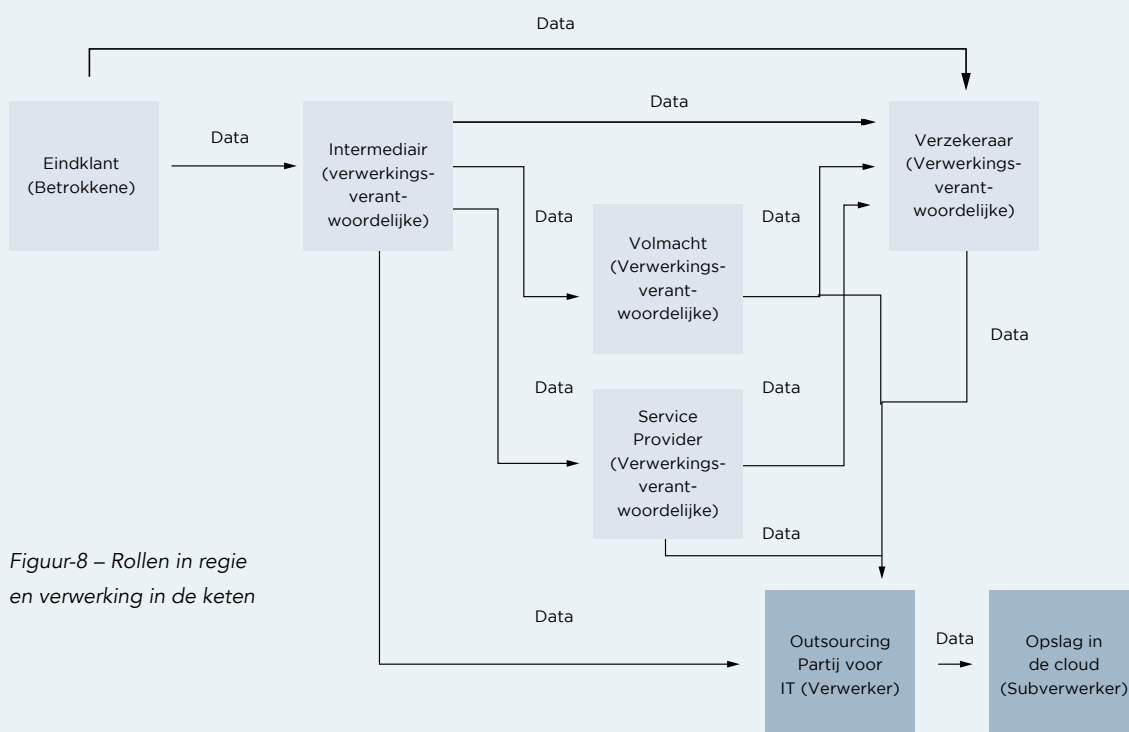 Data
Data
Data
Eindklant
(Betrokkene)
Intermediair
(verwerkings-
verant-
woordelijke)
Verzekeraar
(Verwerkings-
verant-
woordelijke)
Data
Data
Volmacht
(Verwerkings-
verant-
woordelijke)
Data
Data
Data
Service
Provider
(Verwerkings-
verant-
woordelijke)
Data
Figuur-8 – Rollen in regie
en verwerking in de keten
Data
Outsourcing
Partij voor
IT (Verwerker)
Data
Opslag in
de cloud
(Subverwerker)